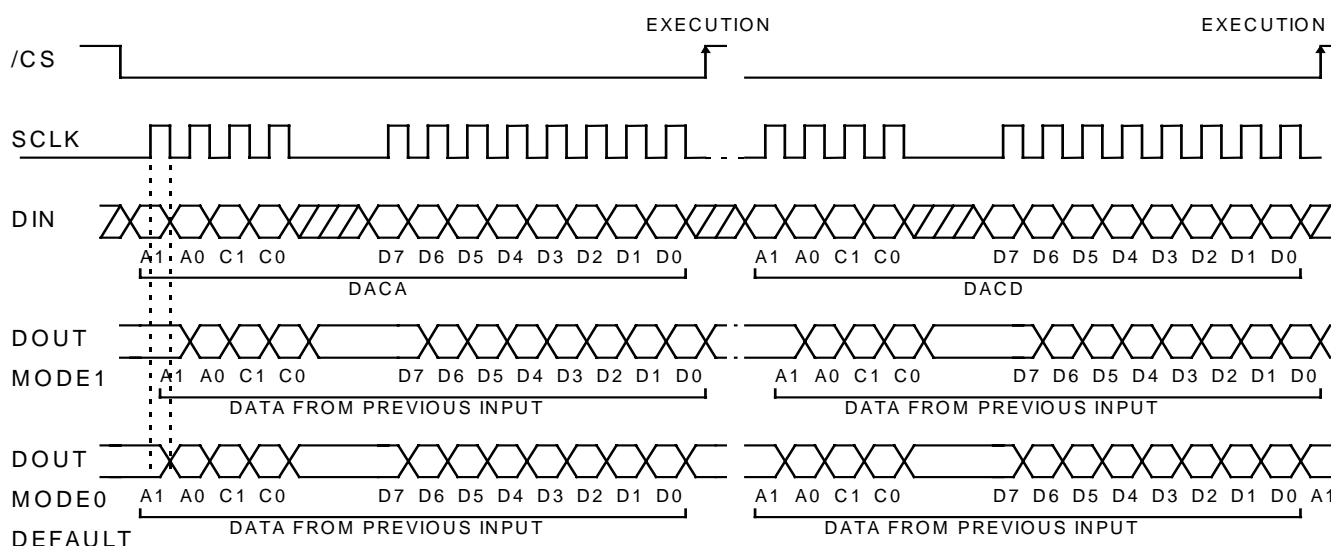 EXECUTION EXECUTION
/CS
SCLK
DIN
A1 A0 C1 C0 D7 D6 D5 D4 D3 D2 D1 D0 A1 A0 C1 C0 D7 D6 D5 D4 D3 D2 D1 D0
DACA DACD
DOUT
MODE1 A1 A0 C1 C0 D7 D6 D5 D4 D3 D2 D1 D0 A1 A0 C1 C0 D7 D6 D5 D4 D3 D2 D1 D0
DATA FROM PREVIOUS INPUT DATA FROM PREVIOUS INPUT
DOUT
MODE0 A1 A0 C1 C0 D7 D6 D5 D4 D3 D2 D1 D0 A1 A0 C1 C0 D7 D6 D5 D4 D3 D2 D1 D0 A1
DATA FROM PREVIOUS INPUT DATA FROM PREVIOUS INPUT
DEFAULT